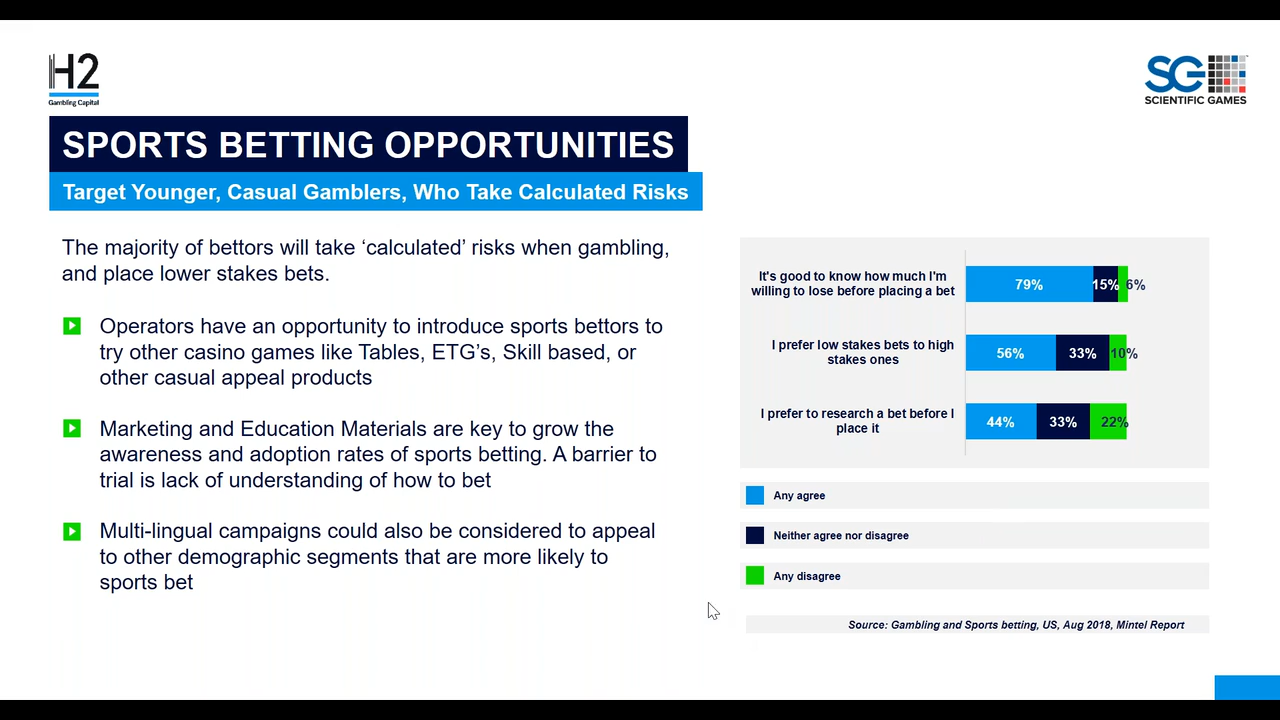 H2
Gambling Capital
SG
SCIENTIFIC GAMES
SPORTS BETTING OPPORTUNITIES
Target Younger, Casual Gamblers, Who Take Calculated Risks
The majority of bettors will take ‘calculated’ risks when gambling,
and place lower stakes bets.
Operators have an opportunity to introduce sports bettors to
try other casino games like Tables, ETG’s, Skill based, or
other casual appeal products
Marketing and Education Materials are key to grow the
awareness and adoption rates of sports betting. A barrier to
trial is lack of understanding of how to bet
Multi-lingual campaigns could also be considered to appeal
to other demographic segments that are more likely to
sports bet
It's good to know how much I'm
willing to lose before placing a bet
79% 15% 6%
I prefer low stakes bets to high
stakes ones
56% 33% 10%
I prefer to research a bet before I
place it
44% 33% 22%
Any agree
Neither agree nor disagree
Any disagree
Source: Gambling and Sports betting, US, Aug 2018, Mintel Report